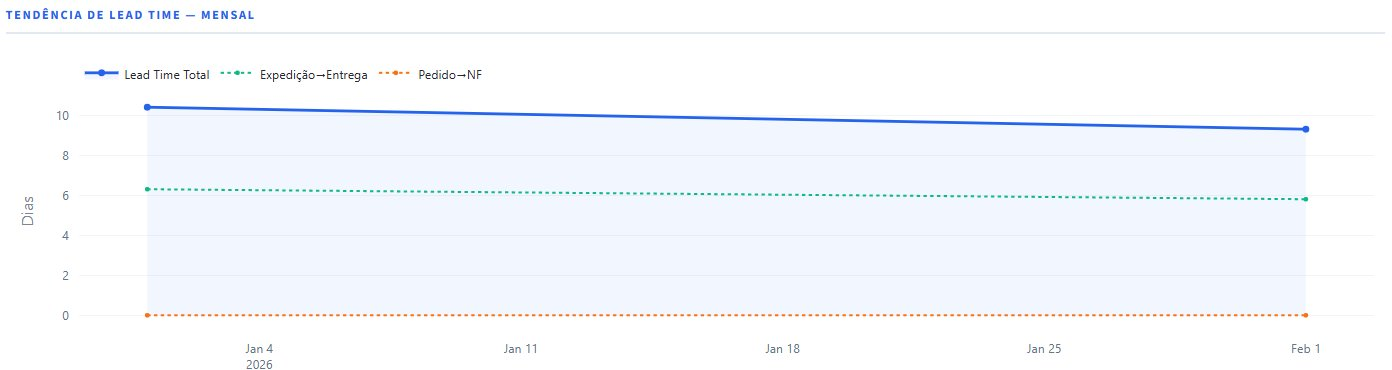 TENDÊNCIA DE LEAD TIME — MENSAL
Lead Time Total Expedição→Entrega Pedido→NF
10
8
6
4
2
0
Dias
Jan 4 Jan 11 Jan 18 Jan 25 Feb 1
2026